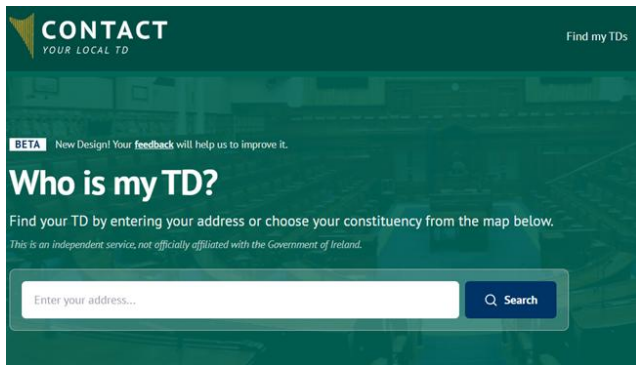 CONTACT
YOUR LOCAL TD
Find my TDs
BETA New Design! Your feedback will help us to improve it.
Who is my TD?
Find your TD by entering your address or choose your constituency from the map below.
This is an independent service, not officially affiliated with the Government of Ireland.
Enter your address...
Search